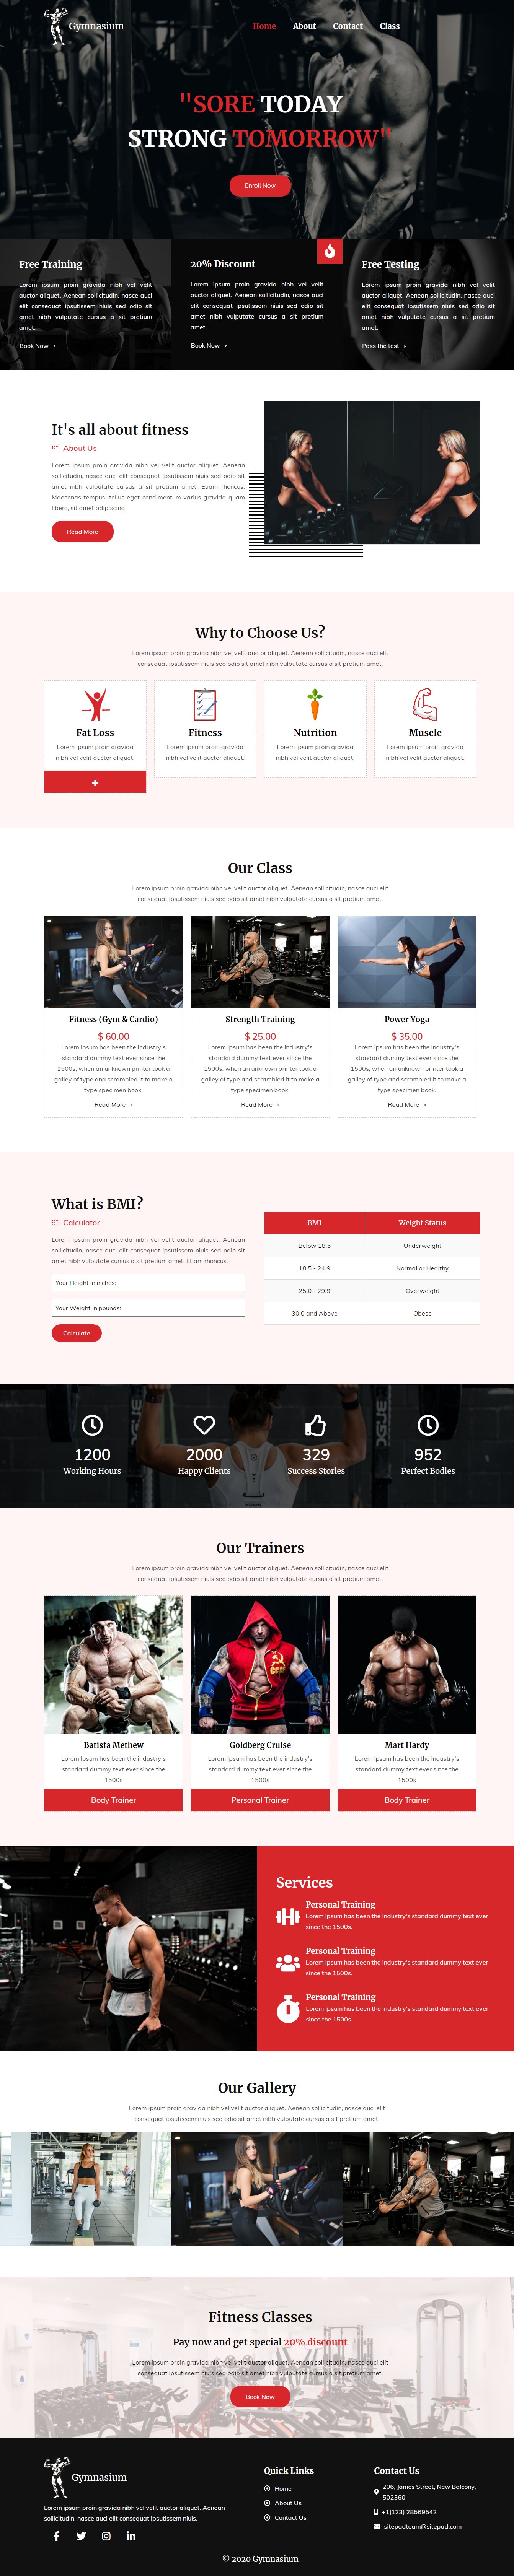 Gymnasium
Home About Contact Class
"SORE TODAY
STRONG TOMORROW"
Enroll Now
Free Training
Lorem ipsum proin gravida nibh vel velit
auctor aliquet. Aenean sollicitudin, nasce auci
elit consequat ipsutissem niuis sed odio sit
amet nibh vulputate cursus a sit pretium
amet.
Book Now →
20% Discount
Lorem ipsum proin gravida nibh vel velit
auctor aliquet. Aenean sollicitudin, nasce auci
elit consequat ipsutissem niuis sed odio sit
amet nibh vulputate cursus a sit pretium
amet.
Book Now →
Free Testing
Lorem ipsum proin gravida nibh vel velit
auctor aliquet. Aenean sollicitudin, nasce auci
elit consequat ipsutissem niuis sed odio sit
amet nibh vulputate cursus a sit pretium
amet.
Pass the test →
It's all about fitness
About Us
Lorem ipsum proin gravida nibh vel velit auctor aliquet. Aenean
sollicitudin, nasce auci elit consequat ipsutissem niuis sed odio sit
amet nibh vulputate cursus a sit pretium amet. Etiam rhoncus.
Maecenas tempus, tellus eget condimentum varius gravida quam
libero, sit amet adipiscing
Read More
Why to Choose Us?
Lorem ipsum proin gravida nibh vel velit auctor aliquet. Aenean sollicitudin, nasce auci elit
consequat ipsutissem niuis sed odio sit amet nibh vulputate cursus a sit pretium amet.
Fat Loss
Lorem ipsum proin gravida
nibh vel velit auctor aliquet.
+
Fitness
Lorem ipsum proin gravida
nibh vel velit auctor aliquet.
Nutrition
Lorem ipsum proin gravida
nibh vel velit auctor aliquet.
Muscle
Lorem ipsum proin gravida
nibh vel velit auctor aliquet.
Our Class
Lorem ipsum proin gravida nibh vel velit auctor aliquet. Aenean sollicitudin, nasce auci elit
consequat ipsutissem niuis sed odio sit amet nibh vulputate cursus a sit pretium amet.
Fitness (Gym & Cardio)
$ 60.00
Lorem Ipsum has been the industry's
standard dummy text ever since the
1500s, when an unknown printer took a
galley of type and scrambled it to make a
type specimen book.
Read More →
Strength Training
$ 25.00
Lorem Ipsum has been the industry's
standard dummy text ever since the
1500s, when an unknown printer took a
galley of type and scrambled it to make a
type specimen book.
Read More →
Power Yoga
$ 35.00
Lorem Ipsum has been the industry's
standard dummy text ever since the
1500s, when an unknown printer took a
galley of type and scrambled it to make a
type specimen book.
Read More →
What is BMI?
Calculator
Lorem ipsum proin gravida nibh vel velit auctor aliquet. Aenean
sollicitudin, nasce auci elit consequat ipsutissem niuis sed odio sit
amet nibh vulputate cursus a sit pretium amet. Etiam rhoncus.
Your Height in inches:
Your Weight in pounds:
Calculate
BMI Weight Status
Below 18.5 Underweight
18.5 - 24.9 Normal or Healthy
25.0 - 29.9 Overweight
30.0 and Above Obese
1200 2000 329 952
Working Hours Happy Clients Success Stories Perfect Bodies
Our Trainers
Lorem ipsum proin gravida nibh vel velit auctor aliquet. Aenean sollicitudin, nasce auci elit
consequat ipsutissem niuis sed odio sit amet nibh vulputate cursus a sit pretium amet.
Batista Methew
Lorem Ipsum has been the industry's
standard dummy text ever since the
1500s
Body Trainer
Goldberg Cruise
Lorem Ipsum has been the industry's
standard dummy text ever since the
1500s
Personal Trainer
Mart Hardy
Lorem Ipsum has been the industry's
standard dummy text ever since the
1500s
Body Trainer
Services
Personal Training
Lorem Ipsum has been the industry's standard dummy text ever
since the 1500s.
Personal Training
Lorem Ipsum has been the industry's standard dummy text ever
since the 1500s.
Personal Training
Lorem Ipsum has been the industry's standard dummy text ever
since the 1500s.
Our Gallery
Lorem ipsum proin gravida nibh vel velit auctor aliquet. Aenean sollicitudin, nasce auci elit
consequat ipsutissem niuis sed odio sit amet nibh vulputate cursus a sit pretium amet.
Fitness Classes
Pay now and get special 20% discount
Lorem ipsum proin gravida nibh vel velit auctor aliquet. Aenean sollicitudin, nasce auci elit
consequat ipsutissem niuis sed odio sit amet nibh vulputate cursus a sit pretium amet.
Book Now
Gymnasium
Lorem ipsum proin gravida nibh vel velit auctor aliquet. Aenean
sollicitudin, nasce auci elit consequat ipsutissem niuis.
Quick Links
Home
About Us
Contact Us
Contact Us
206, James Street, New Balcony,
502360
+1(123) 28569542
sitepadteam@sitepad.com
© 2020 Gymnasium